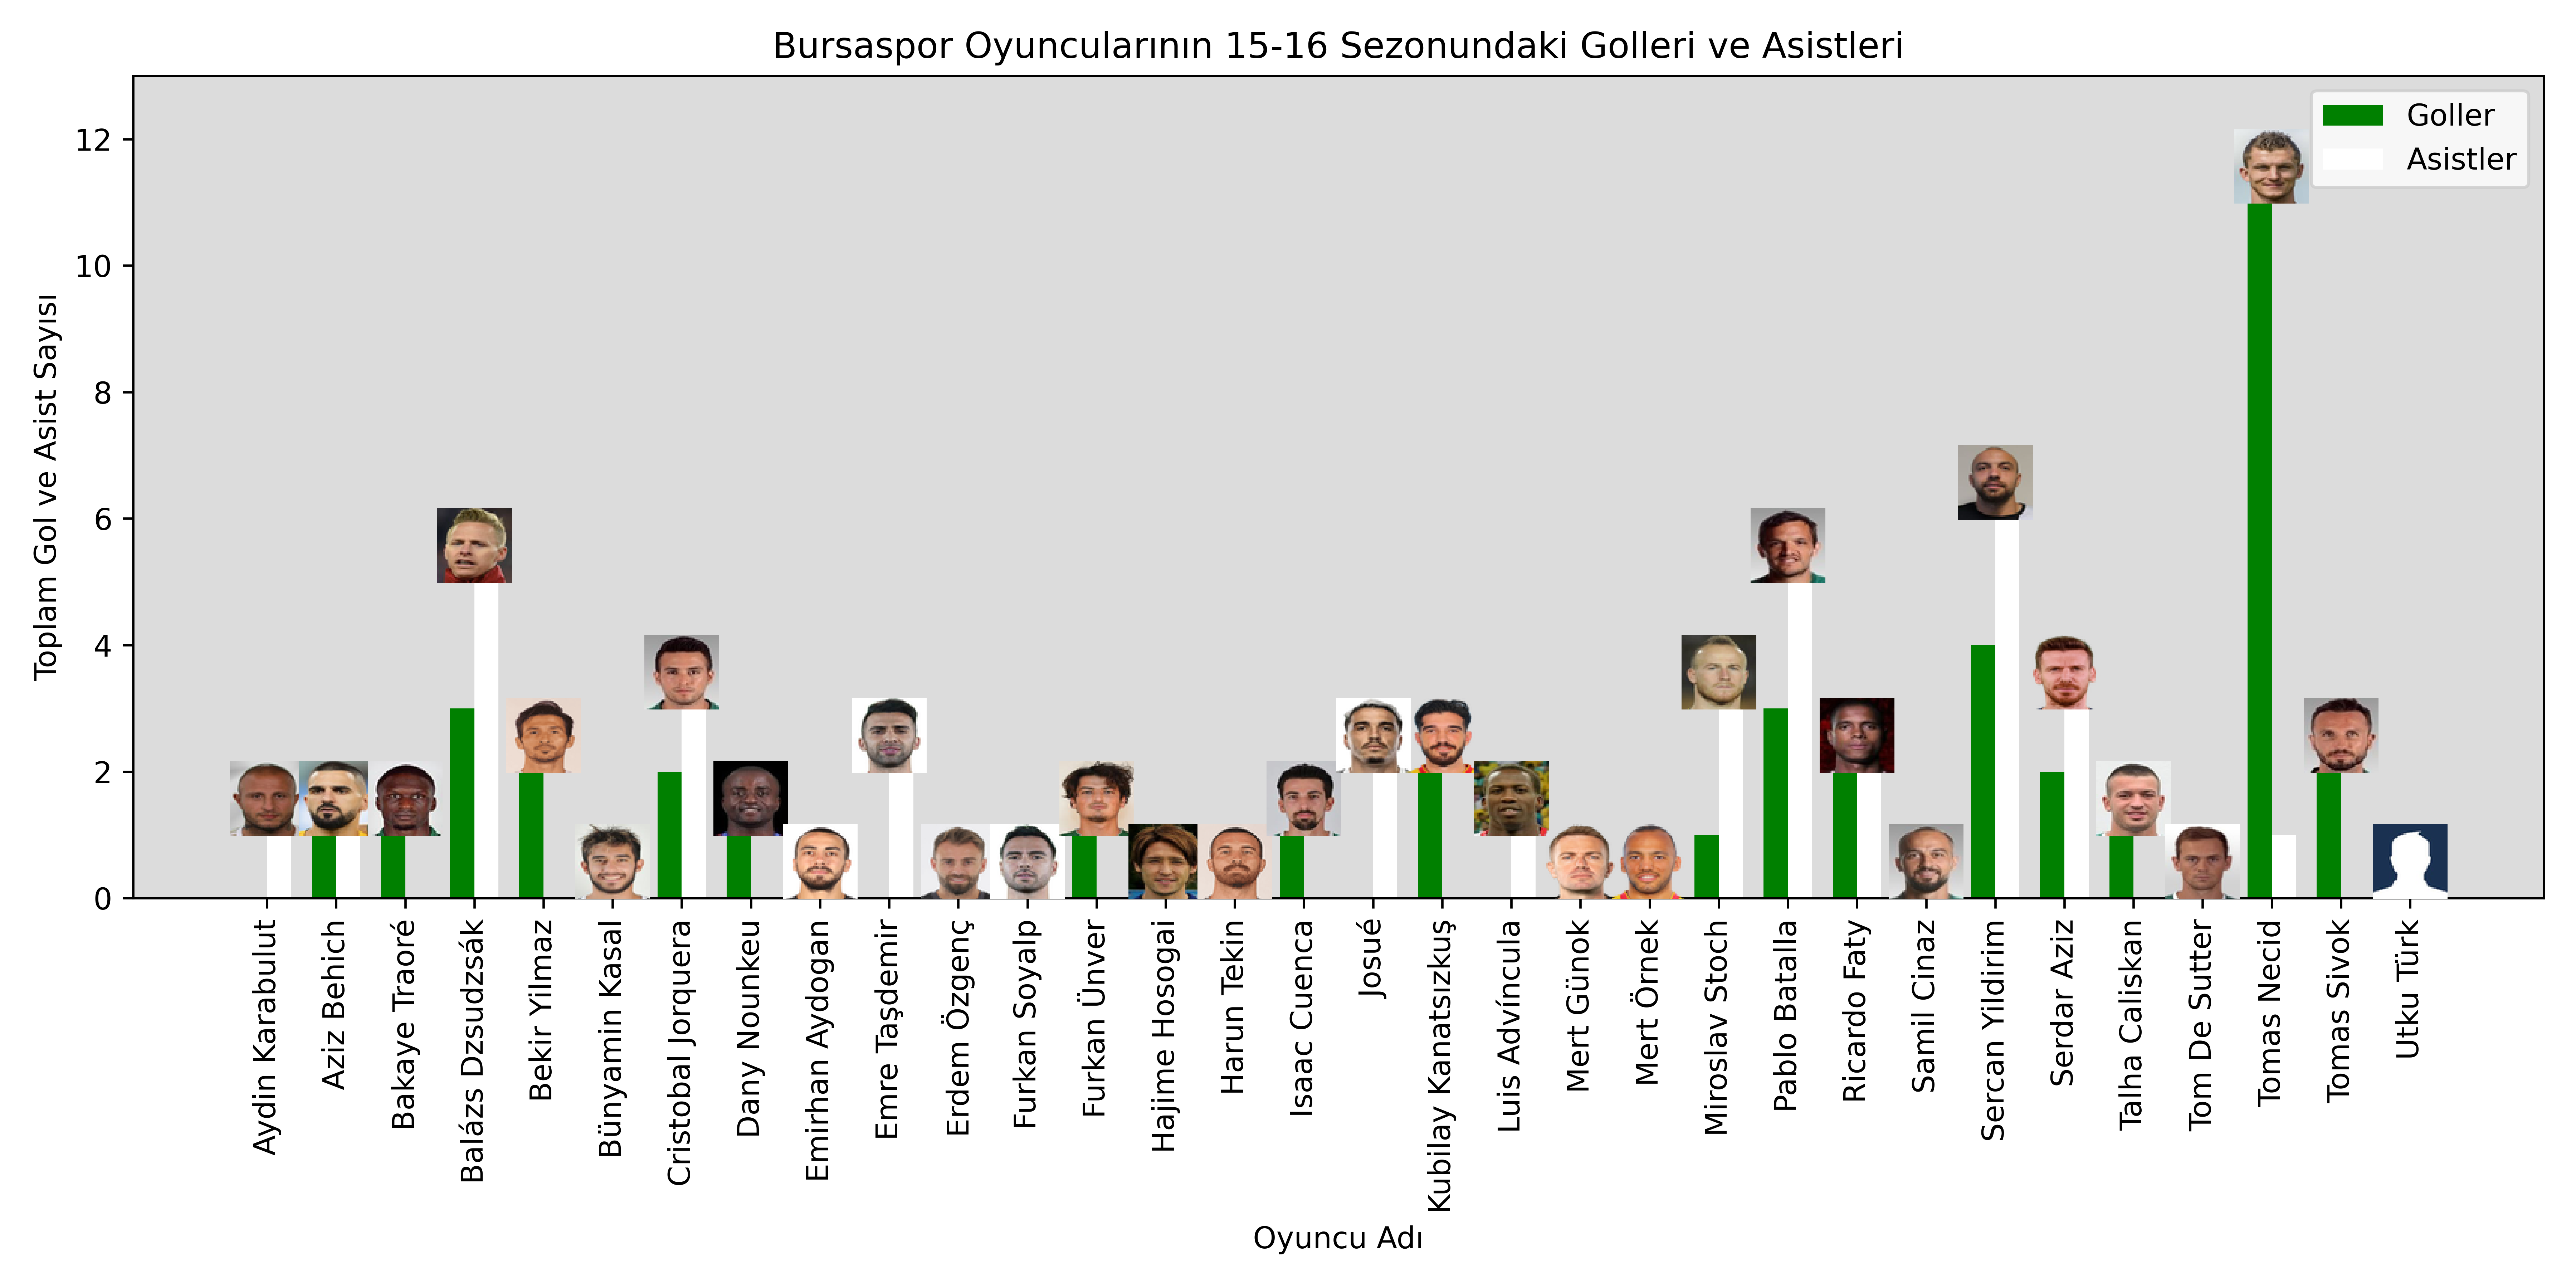 Bursaspor Oyuncularının 15-16 Sezonundaki Golleri ve Asistleri
Goller
Asistler
Toplam Gol ve Asist Sayısı
12
10
8
6
4
2
0
Aydin Karabulut
Aziz Behich
Bakaye Traoré
Balázs Dzsudzsák
Bekir Yilmaz
Bünyamin Kasal
Cristobal Jorquera
Dany Nounkeu
Emirhan Aydogan
Emre Taşdemir
Erdem Özgenç
Furkan Soyalp
Furkan Ünver
Hajime Hosogai
Harun Tekin
Isaac Cuenca
Josué
Kubilay Kanatsızkuş
Luis Advíncula
Mert Günok
Mert Örnek
Miroslav Stoch
Pablo Batalla
Ricardo Faty
Samil Cinaz
Sercan Yildirim
Serdar Aziz
Talha Caliskan
Tom De Sutter
Tomas Necid
Tomas Sivok
Utku Türk
Oyuncu Adı